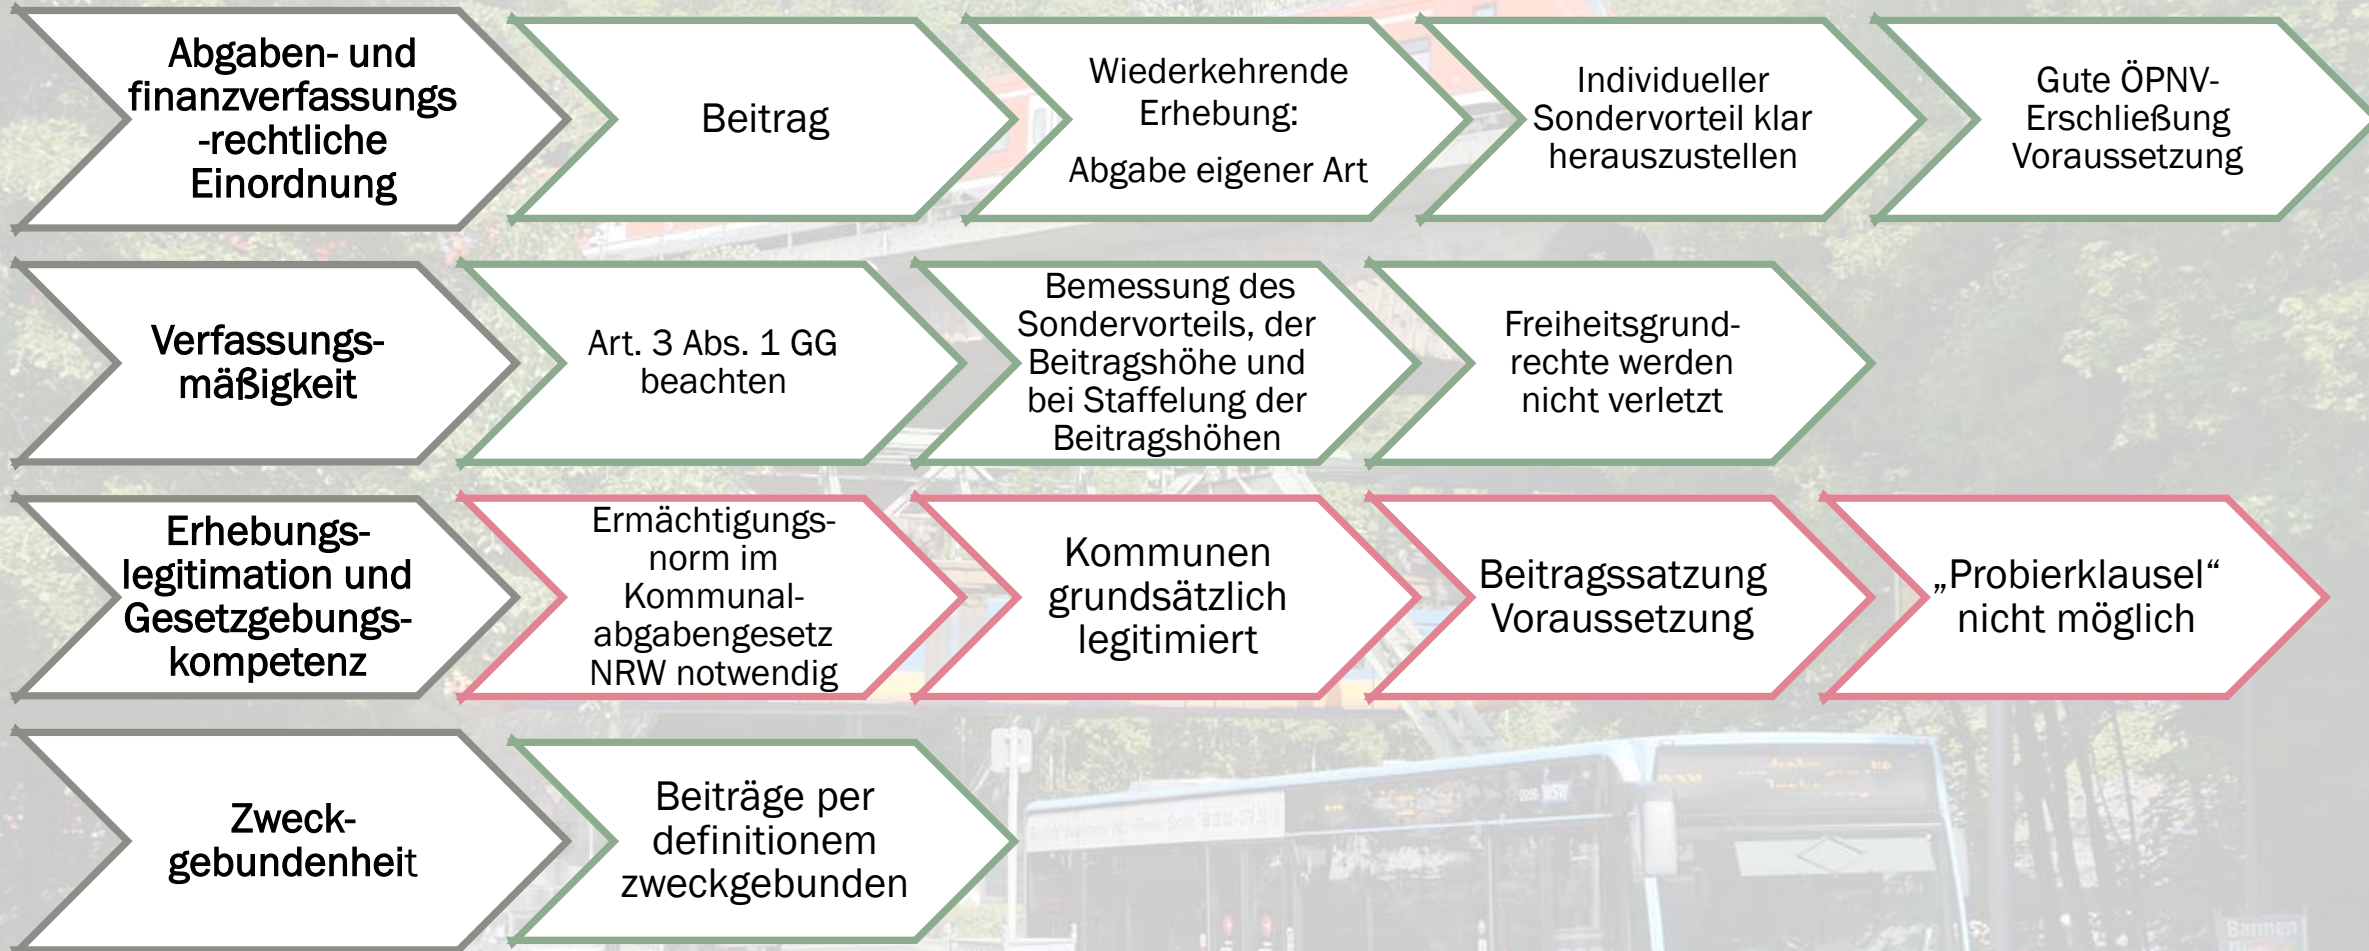 Abgaben- und
finanzverfassungs
-rechtliche
Einordnung
Beitrag
Wiederkehrende
Erhebung:
Abgabe eigener Art
Individueller
Sondervorteil klar
herauszustellen
Gute ÖPNV-
Erschließung
Voraussetzung
Verfassungs-
mäßigkeit
Art. 3 Abs. 1 GG
beachten
Bemessung des
Sondervorteils, der
Beitragshöhe und
bei Staffelung der
Beitragshöhen
Freiheitsgrund-
rechte werden
nicht verletzt
Erhebungs-
legitimation und
Gesetzgebungs-
kompetenz
Ermächtigungs-
norm im
Kommunal-
abgabengesetz
NRW notwendig
Kommunen
grundsätzlich
legitimiert
Beitragssatzung
Voraussetzung
„Probierklausel“
nicht möglich
Zweck-
gebundenheit
Beiträge per
definitionem
zweckgebunden
Barmen